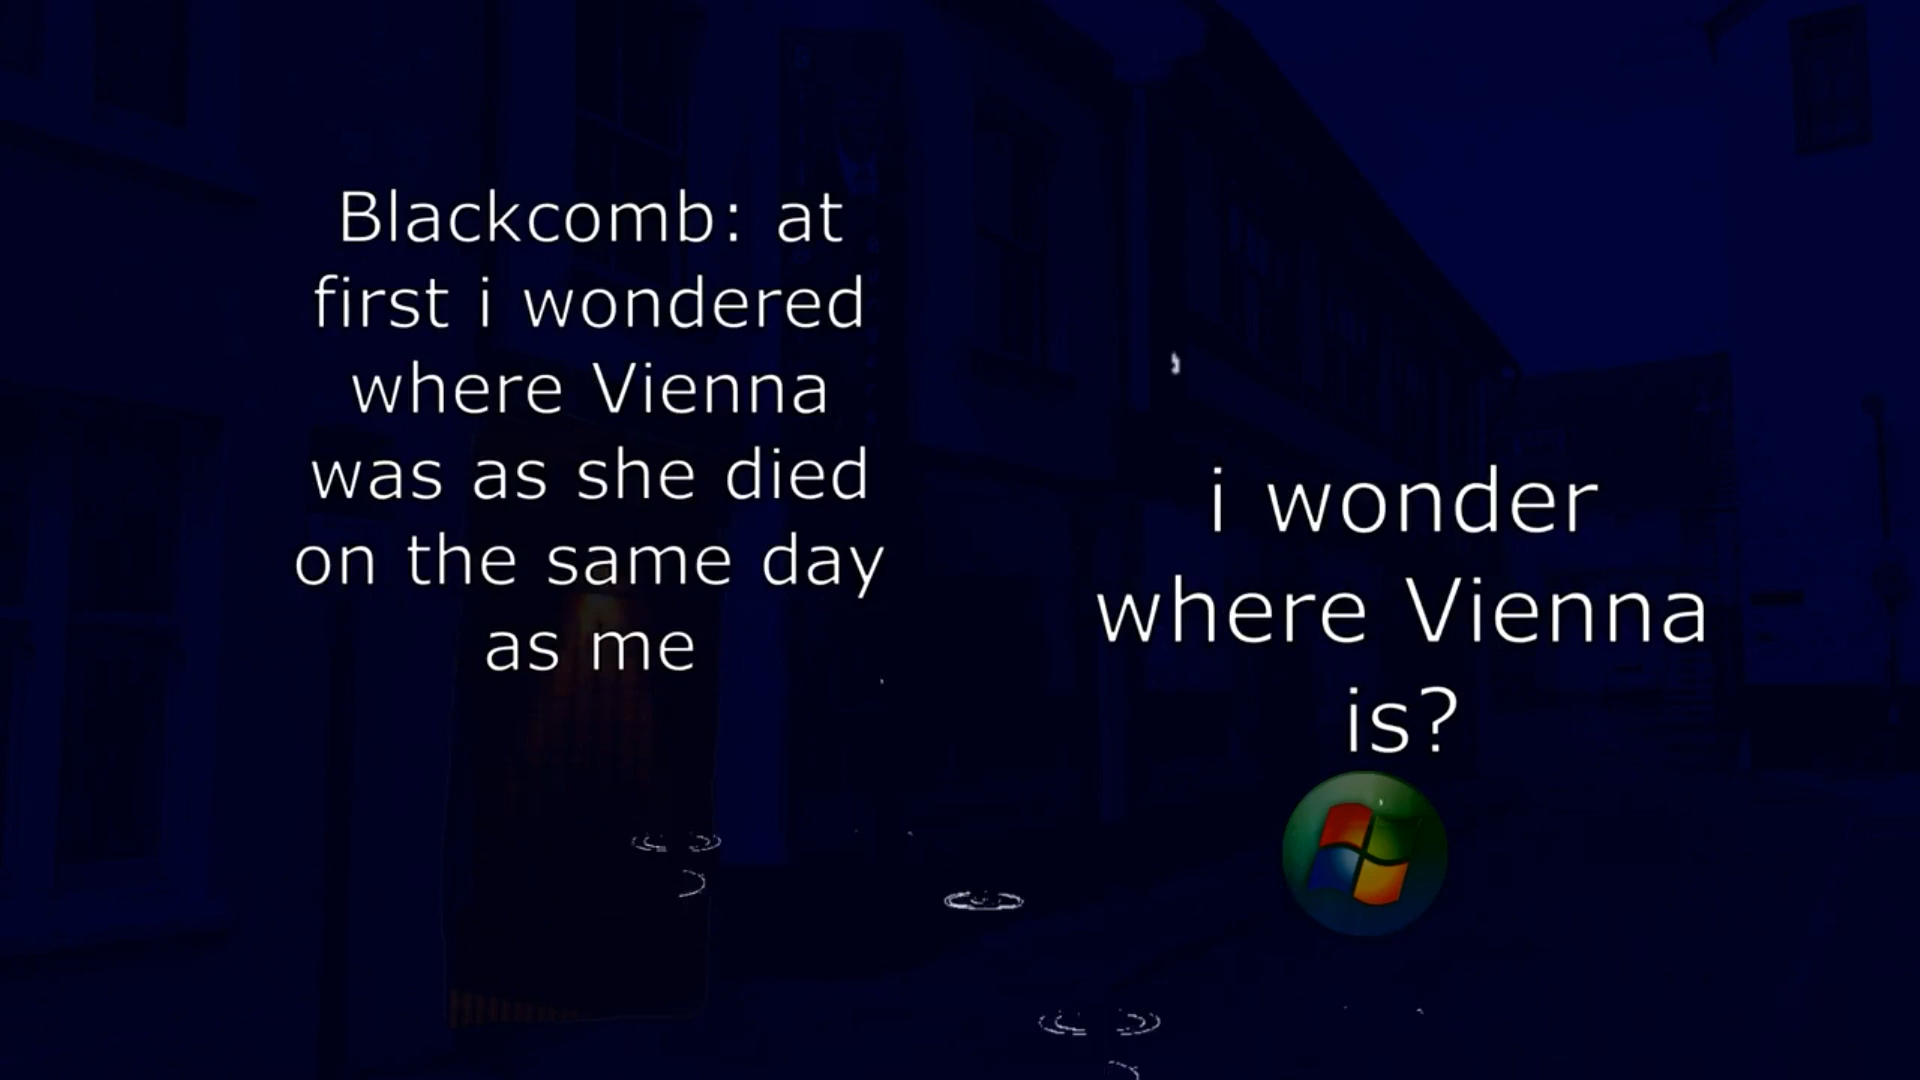 Blackcomb: at
first i wondered
where Vienna
was as she died
on the same day
as me
i wonder
where Vienna
is?